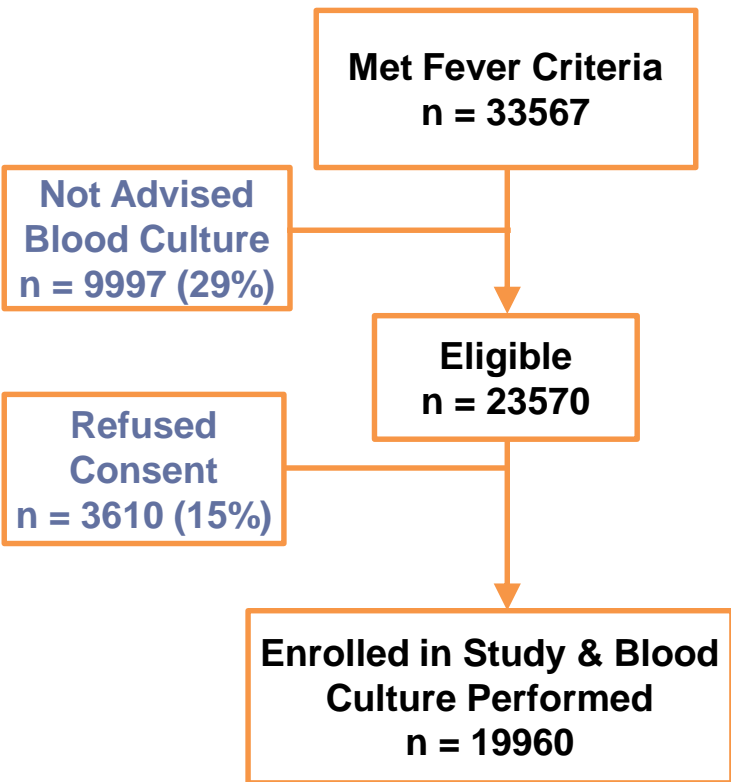 Met Fever Criteria
n = 33567
Not Advised
Blood Culture
n = 9997 (29%)
Eligible
n = 23570
Refused
Consent
n = 3610 (15%)
Enrolled in Study & Blood
Culture Performed
n = 19960